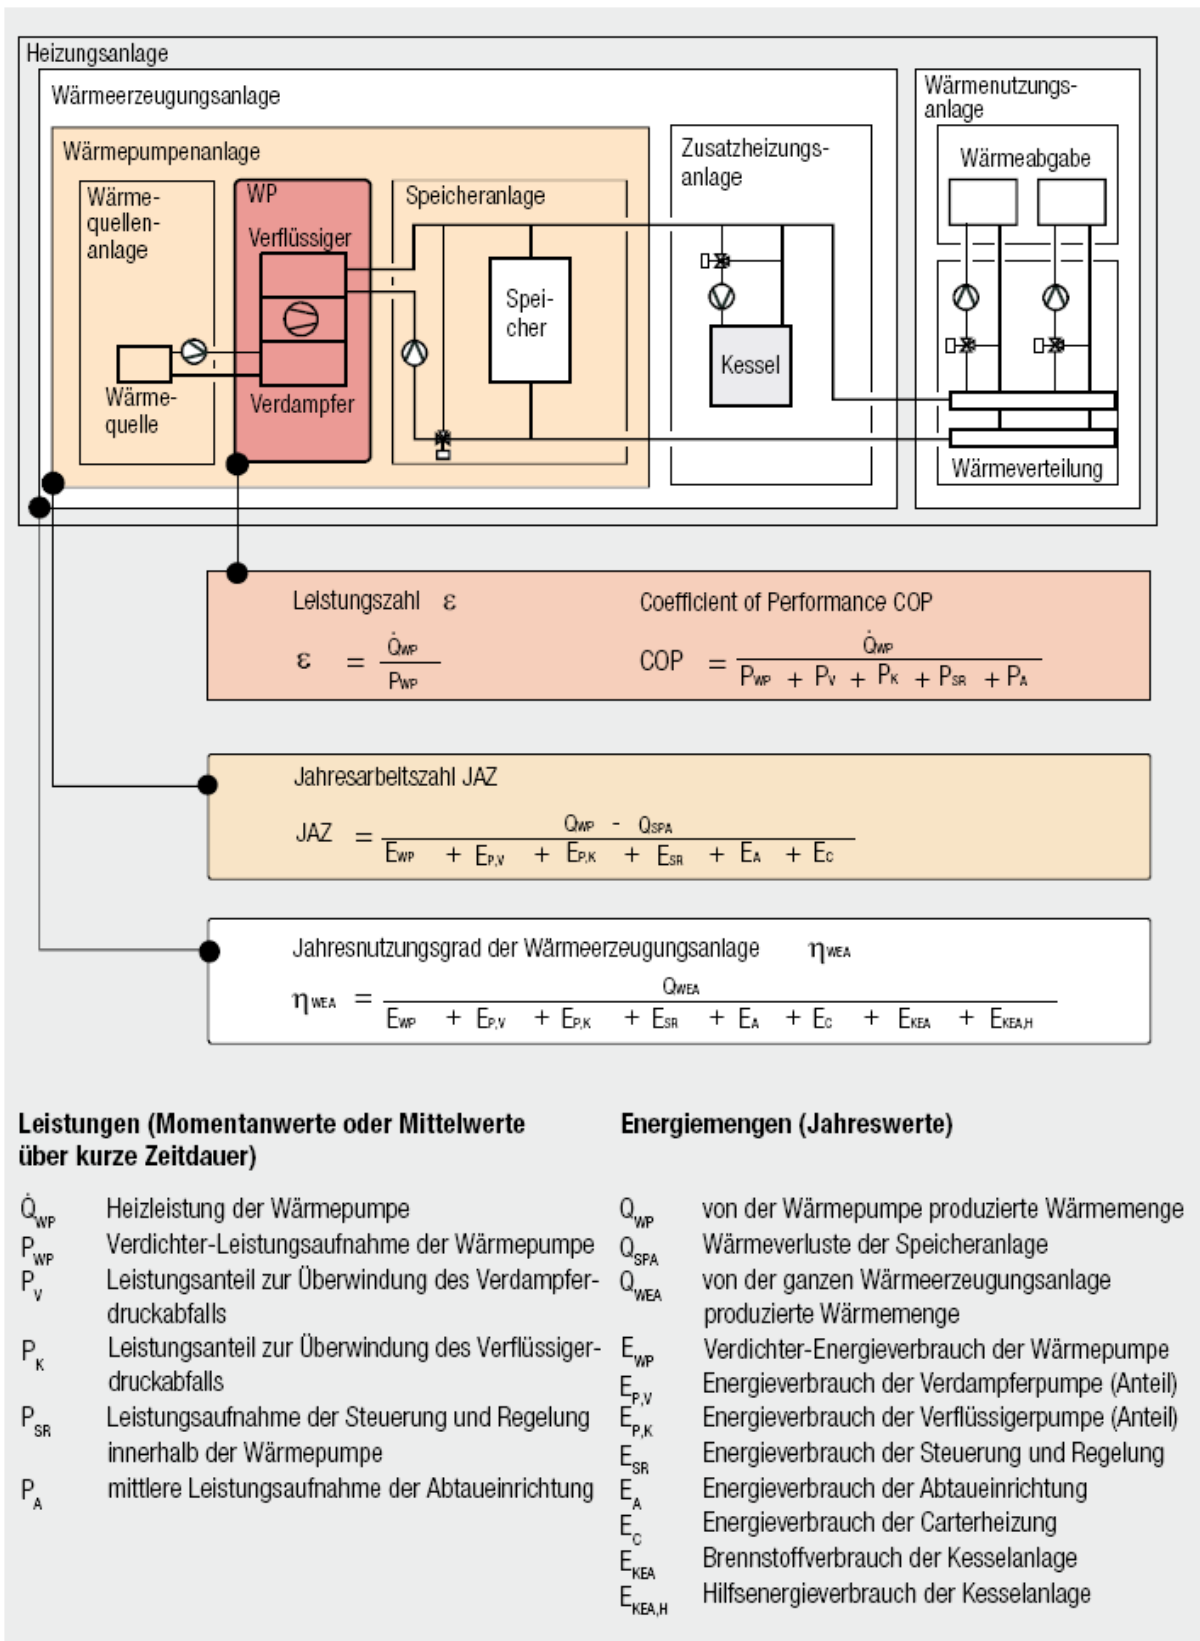 Heizungsanlage
Wärmeerzeugungsanlage
Wärmenutzungs-
anlage
Wärmepumpenanlage
Zusatzheizungs-
anlage
Wärmeabgabe
Wärme-
quellen-
anlage
WP
Speicheranlage
Verflüssiger
Spei-
cher
Kessel
Wärme-
quelle
Verdampfer
Wärmeverteilung
Leistungszahl ε
Coefficient of Performance COP
ε = Q̇WP / PWP
COP = Q̇WP / PWP + PV + PK + PSR + PA
Jahresarbeitszahl JAZ
JAZ = QWP - QSPA / EWP + EP,V + EP,K + ESR + EA + EC
Jahresnutzungsgrad der Wärmeerzeugungsanlage ηWEA
ηWEA = QWEA / EWP + EP,V + EP,K + ESR + EA + EC + EKEA + EKEA,H
Leistungen (Momentanwerte oder Mittelwerte
über kurze Zeitdauer)
Q̇WP Heizleistung der Wärmepumpe
PWP Verdichter-Leistungsaufnahme der Wärmepumpe
PV Leistungsanteil zur Überwindung des Verdampfer-
druckabfalls
PK Leistungsanteil zur Überwindung des Verflüssiger-
druckabfalls
PSR Leistungsaufnahme der Steuerung und Regelung
innerhalb der Wärmepumpe
PA mittlere Leistungsaufnahme der Abtaueinrichtung
Energiemengen (Jahreswerte)
QWP von der Wärmepumpe produzierte Wärmemenge
QSPA Wärmeverluste der Speicheranlage
QWEA von der ganzen Wärmeerzeugungsanlage
produzierte Wärmemenge
EWP Verdichter-Energieverbrauch der Wärmepumpe
EP,V Energieverbrauch der Verdampferpumpe (Anteil)
EP,K Energieverbrauch der Verflüssigerpumpe (Anteil)
ESR Energieverbrauch der Steuerung und Regelung
EA Energieverbrauch der Abtaueinrichtung
EC Energieverbrauch der Carterheizung
EKEA Brennstoffverbrauch der Kesselanlage
EKEA,H Hilfsenergieverbrauch der Kesselanlage